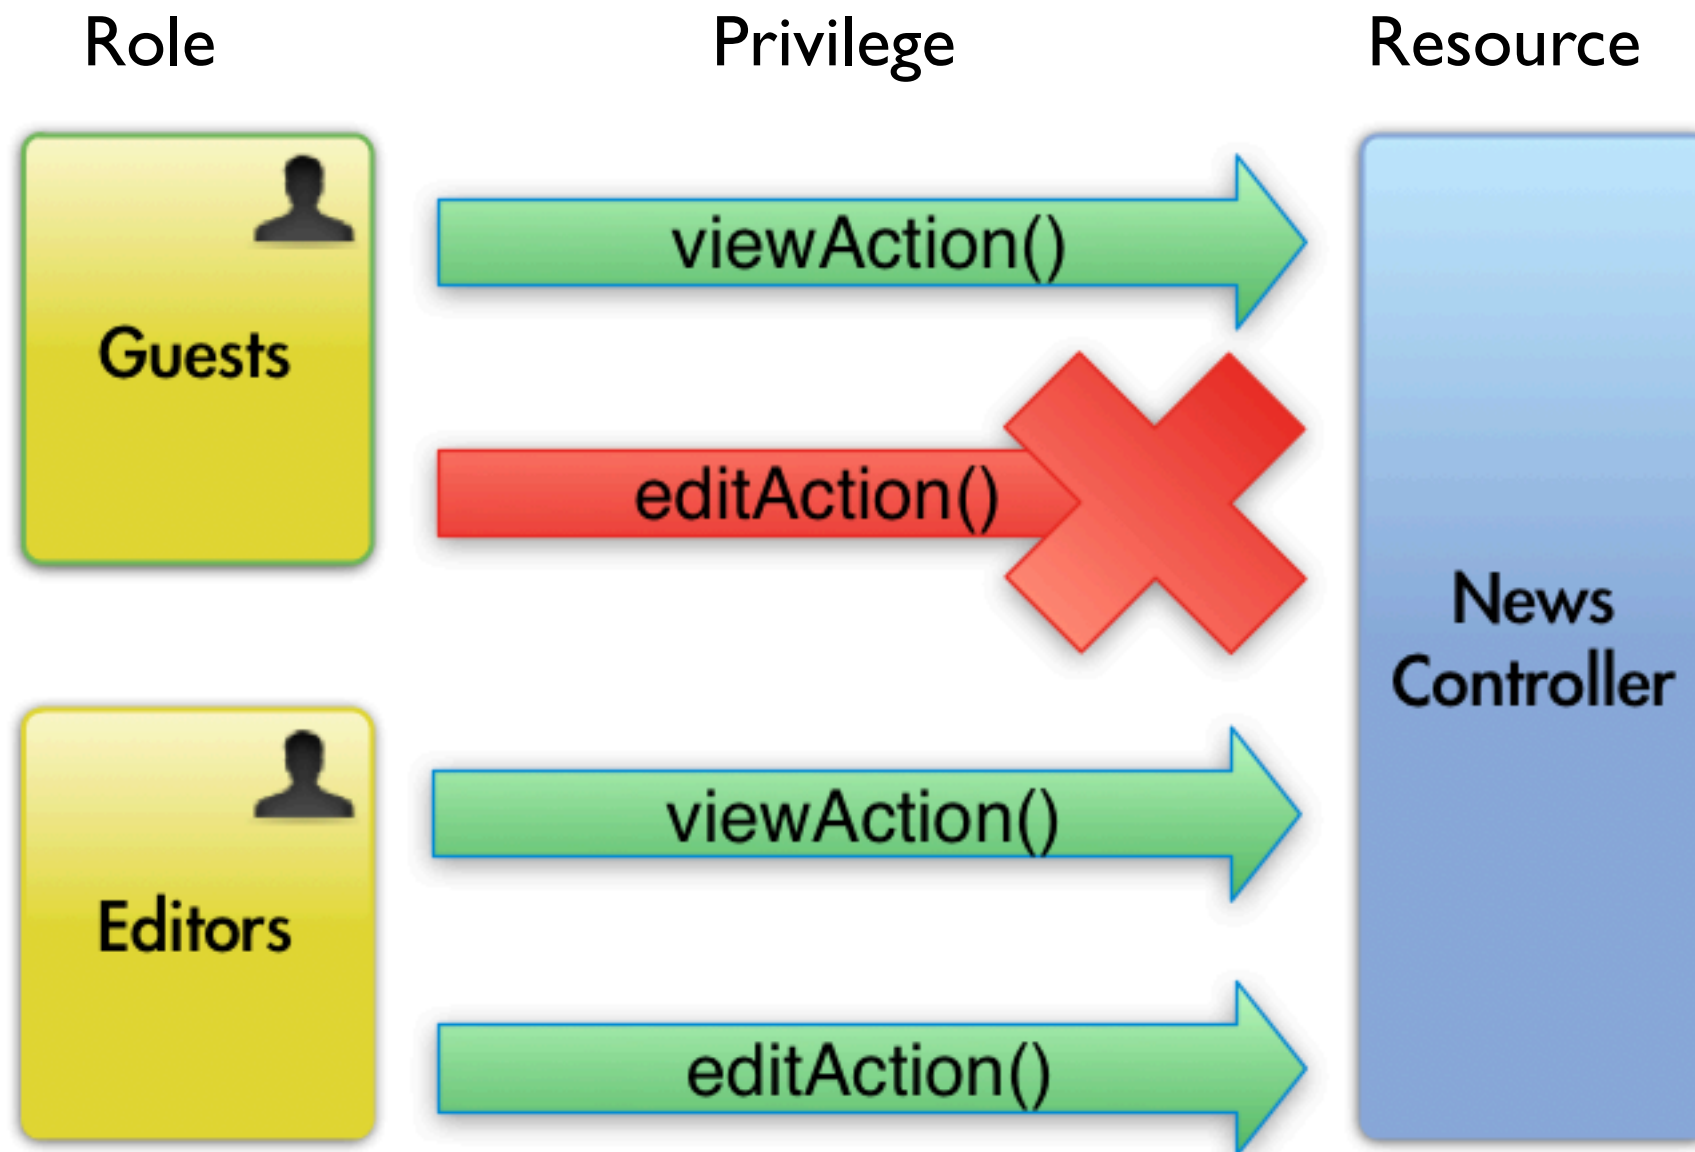 Role
Privilege
Resource
viewAction()
Guests
editAction()
News
Controller
viewAction()
Editors
editAction()